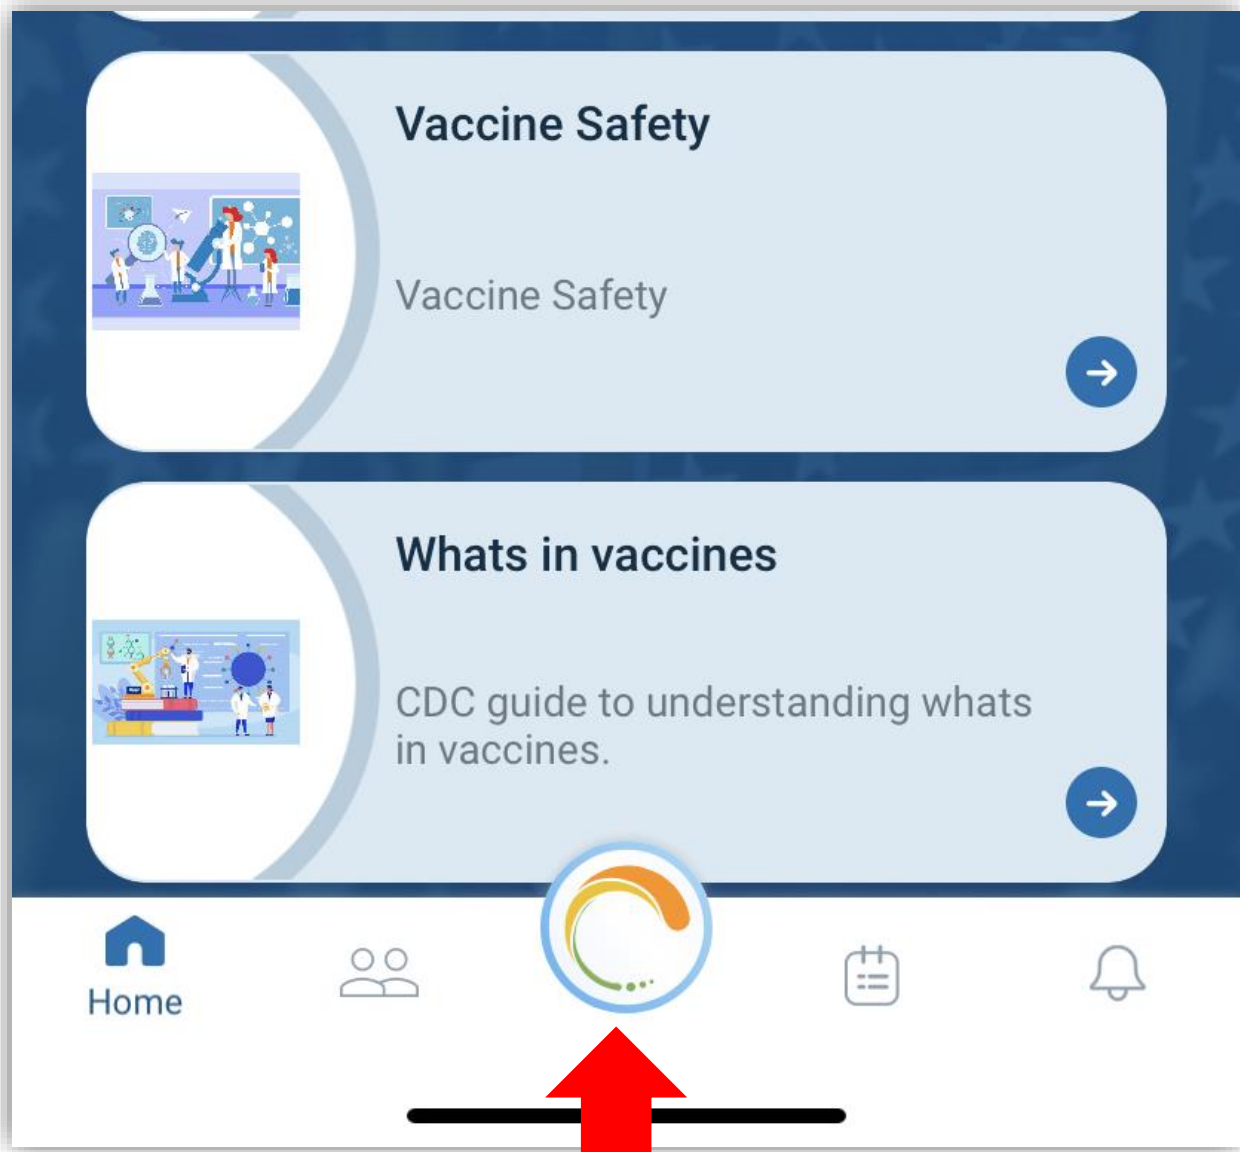 Vaccine Safety
Vaccine Safety
Whats in vaccines
CDC guide to understanding whats
in vaccines.
Home